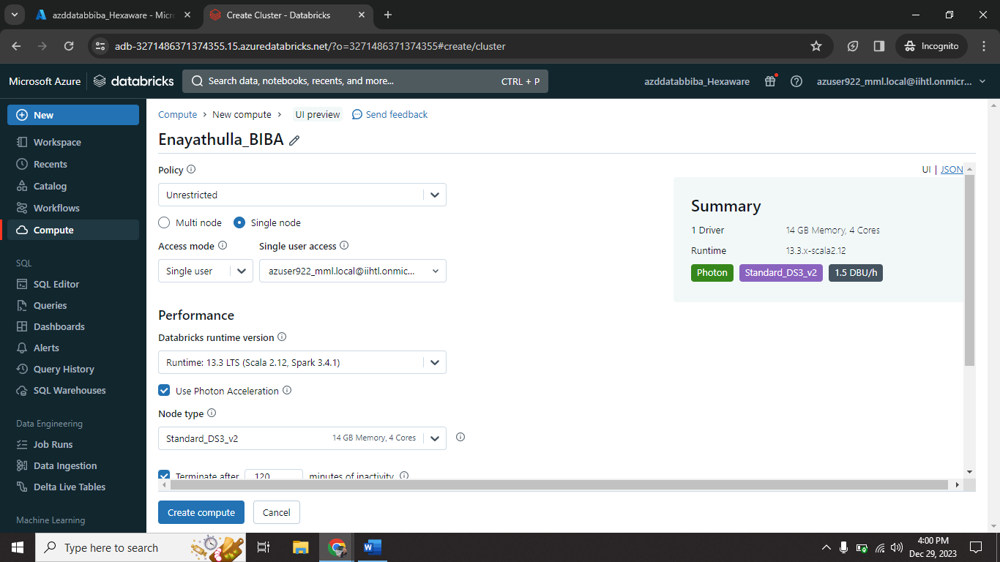 azddatabbiba_Hexaware - Micr
Create Cluster - Databricks
adb-3271486371374355.15.azuredatabricks.net/?o=3271486371374355#create/cluster
Incognito
Microsoft Azure
databricks
Search data, notebooks, recents, and more...
CTRL + P
azddatabbiba_Hexaware
azuser922_mml.local@iihtl.onmicr...
New
Workspace
Recents
Catalog
Workflows
Compute
SQL
SQL Editor
Queries
Dashboards
Alerts
Query History
SQL Warehouses
Data Engineering
Job Runs
Data Ingestion
Delta Live Tables
Machine Learning
Compute > New compute > UI preview Send feedback
Enayathulla_BIBA
Policy
Unrestricted
Multi node Single node
Access mode Single user access
Single user azuser922_mml.local@iihtl.onmic...
Performance
Databricks runtime version
Runtime: 13.3 LTS (Scala 2.12, Spark 3.4.1)
Use Photon Acceleration
Node type
Standard_DS3_v2 14 GB Memory, 4 Cores
Terminate after 120 minutes of inactivity
Create compute Cancel
UI | JSON
Summary
1 Driver 14 GB Memory, 4 Cores
Runtime 13.3.x-scala2.12
Photon Standard_DS3_v2 1.5 DBU/h
Type here to search
4:00 PM
Dec 29, 2023